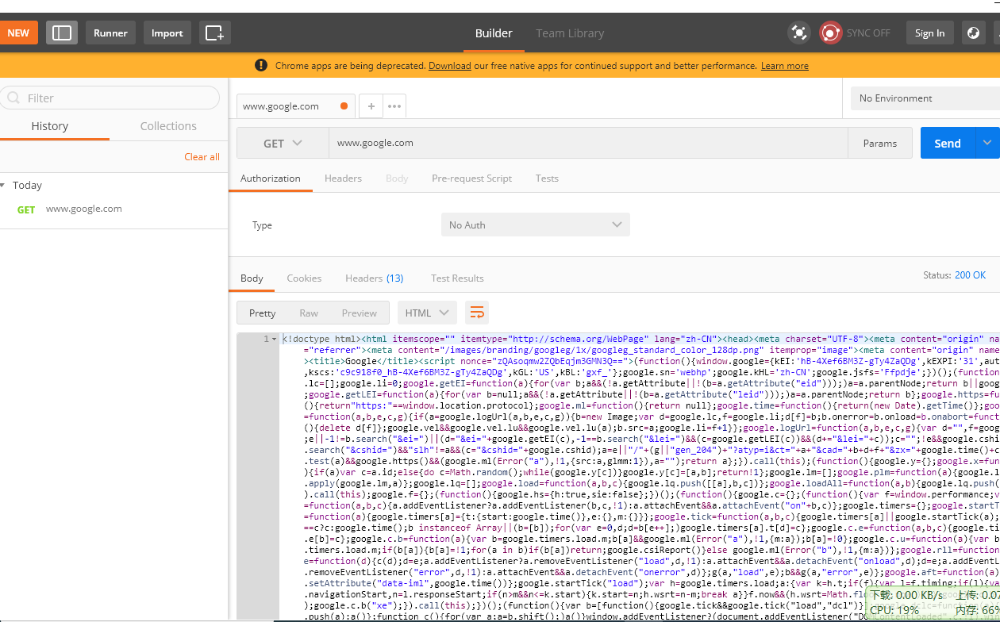 NEW Runner Import Builder Team Library SYNC OFF Sign In
Chrome apps are being deprecated. Download our free native apps for continued support and better performance. Learn more
Filter
History Collections
Clear all
Today
GET www.google.com
www.google.com
No Environment
GET www.google.com Params Send
Authorization Headers Body Pre-request Script Tests
Type No Auth
Body Cookies Headers (13) Test Results Status: 200 OK
Pretty Raw Preview HTML
1 <!doctype html><html itemscope="" itemtype="http://schema.org/WebPage" lang="zh-CN"><head><meta charset="UTF-8"><meta content="origin" na
="referrer"><meta content="/images/branding/googleg/1x/googleg_standard_color_128dp.png" itemprop="image"><meta content="origin" name
><title>Google</title><script nonce="zQAsoqmw2ZQbEqjm3GMN3Q==">(function(){window.google={kEI:'hB-4Xef6BM3Z-gTy4ZaQDg',kEXPI:'31',aut
,kscs:'c9c918f0_hB-4Xef6BM3Z-gTy4ZaQDg',kGL:'US',kBL:'gxf_'};google.sn='webhp';google.kHL='zh-CN';google.jsfs='Ffpdje';})();(function
.lc=[];google.li=0;google.getEI=function(a){for(var b;a&&(!a.getAttribute||!(b=a.getAttribute("eid")));)a=a.parentNode;return b||goog
;google.getLEI=function(a){for(var b=null;a&&(!a.getAttribute||!(b=a.getAttribute("leid")));)a=a.parentNode;return b};google.https=fu
(){return"https:"==window.location.protocol};google.ml=function(){return null};google.time=function(){return(new Date).getTime()};goog
=function(a,b,e,c,g){if(a=google.logUrl(a,b,e,c,g)){b=new Image;var d=google.lc,f=google.li;d[f]=b;b.onerror=b.onload=b.onabort=funct
(){delete d[f]};google.vel&&google.vel.lu&&google.vel.lu(a);b.src=a;google.li=f+1}};google.logUrl=function(a,b,e,c,g){var d="",f=goog
;e||-1!=b.search("&ei=")||(d="&ei="+google.getEI(c),-1==b.search("&lei=")&&(c=google.getLEI(c))&&(d+="&lei="+c));c="";!e&&google.cshi
.search("&cshid=")&&"slh"!=a&&(c="&cshid="+google.cshid);a=e||"/"+(g||"gen_204")+"?atyp=i&ct="+a+"&cad="+b+d+f+"&zx="+google.time()+c
.test(a)&&google.https()&&(google.ml(Error("a"),!1,{src:a,glmm:1}),a="");return a};}).call(this);(function(){google.y={};google.x=fun
){if(a)var c=a.id;else{do c=Math.random();while(google.y[c])}google.y[c]=[a,b];return!1};google.lm=[];google.plm=function(a){google.l
.apply(google.lm,a)};google.lq=[];google.load=function(a,b,c){google.lq.push([[a],b,c])};google.loadAll=function(a,b){google.lq.push(
).call(this);google.f={};(function(){google.hs={h:true,sie:false};})();(function(){google.c={};(function(){var f=window.performance;v
=function(a,b,c){a.addEventListener?a.addEventListener(b,c,!1):a.attachEvent&&a.attachEvent("on"+b,c)};google.timers={};google.startT
=function(a){google.timers[a]={t:{start:google.time()},e:{},m:{}}};google.tick=function(a,b,c){google.timers[a]||google.startTick(a);
==c?c:google.time();b instanceof Array||(b=[b]);for(var e=0,d;d=b[e++];)google.timers[a].t[d]=c};google.c.e=function(a,b,c){google.ti
.e[b]=c};google.c.b=function(a){var b=google.timers.load.m;b[a]&&google.ml(Error("a"),!1,{m:a});b[a]=!0};google.c.u=function(a){var b
.timers.load.m;if(b[a]){b[a]=!1;for(a in b)if(b[a])return;google.csiReport()}else google.ml(Error("b"),!1,{m:a})};google.rll=function
e=function(d){c(d);d=e;a.addEventListener?a.removeEventListener("load",d,!1):a.attachEvent&&a.detachEvent("onload",d);d=e;a.addEventL
.removeEventListener("error",d,!1):a.attachEvent&&a.detachEvent("onerror",d)};g(a,"load",e);b&&g(a,"error",e)};google.aft=function(a)
.setAttribute("data-iml",google.time())};google.startTick("load");var h=google.timers.load;a:{var k=h.t;if(f){var l=f.timing;if(l){va
.navigationStart,n=l.responseStart;if(n>m&&n<=k.start){k.start=n;h.wsrt=n-m;break a}}f.now&&(h.wsrt=Math.flo
);google.c.b("xe");}).call(this);})();(function(){var b=[function(){google.tick&&google.tick("load","dcl")}]
.push(a):a()};function c(){for(var a;a=b.shift();)a()}window.addEventListener?(document.addEventListener("DO
下载: 0.00 KB/s 上传: 0.07
CPU: 19% 内存: 66%